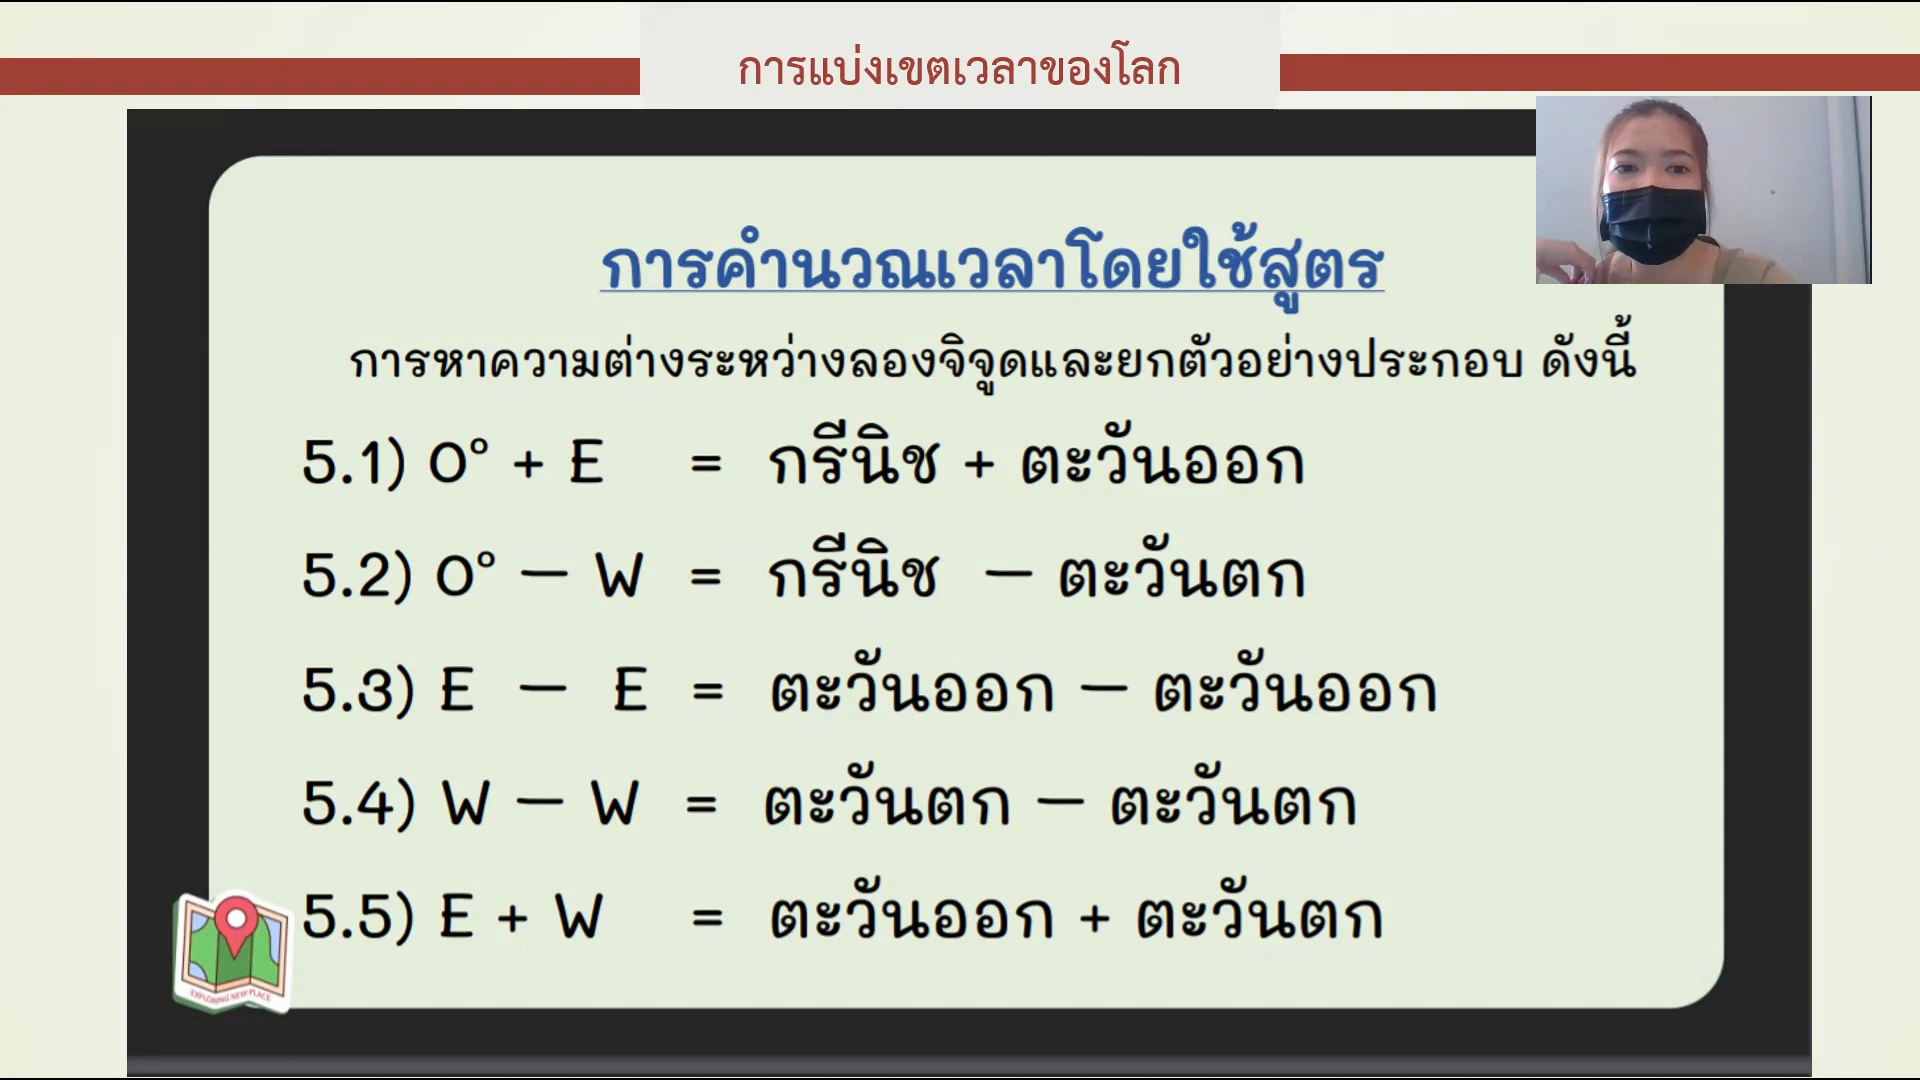 การแบ่งเขตเวลาของโลก
การคำนวณเวลาโดยใช้สูตร
การหาความต่างระหว่างลองจิจูดและยกตัวอย่างประกอบ ดังนี้
5.1) 0° + E = กรีนิช + ตะวันออก
5.2) 0° – W = กรีนิช – ตะวันตก
5.3) E – E = ตะวันออก – ตะวันออก
5.4) W – W = ตะวันตก – ตะวันตก
5.5) E + W = ตะวันออก + ตะวันตก
EXPLORING NEW PLACE